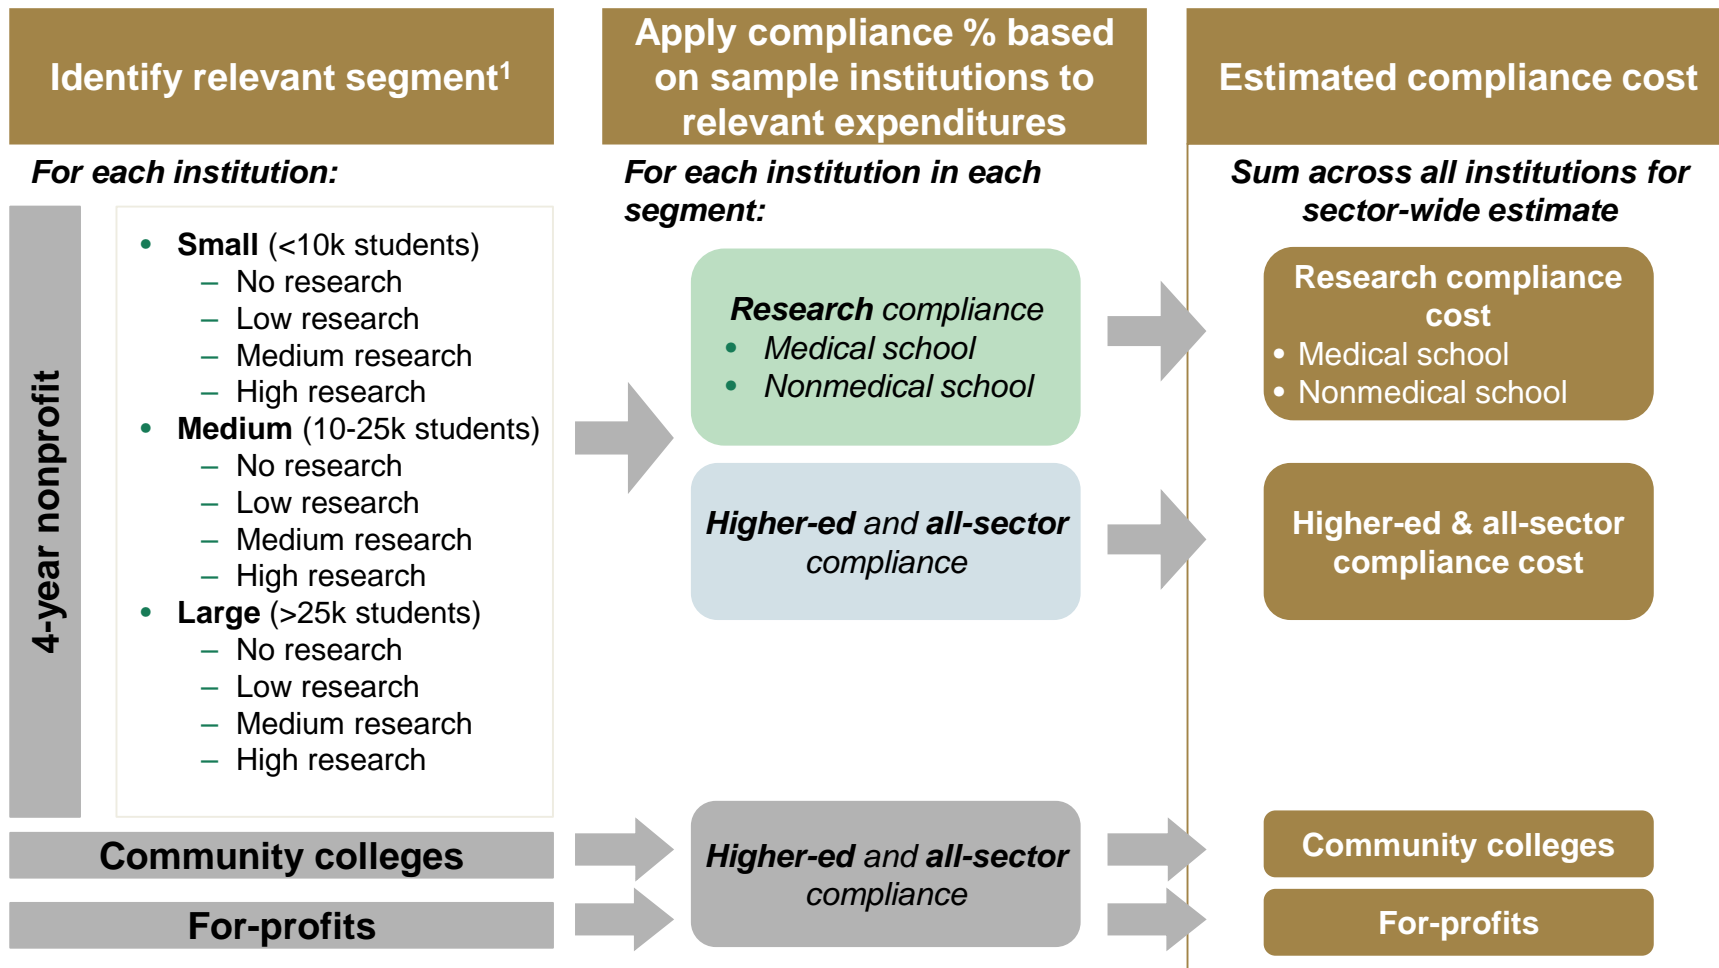 Identify relevant segment¹
Apply compliance % based
on sample institutions to
relevant expenditures
Estimated compliance cost
For each institution:
4-year nonprofit
• Small (<10k students)
– No research
– Low research
– Medium research
– High research
• Medium (10-25k students)
– No research
– Low research
– Medium research
– High research
• Large (>25k students)
– No research
– Low research
– Medium research
– High research
Community colleges
For-profits
For each institution in each
segment:
Research compliance
• Medical school
• Nonmedical school
Higher-ed and all-sector
compliance
Higher-ed and all-sector
compliance
Sum across all institutions for
sector-wide estimate
Research compliance
cost
• Medical school
• Nonmedical school
Higher-ed & all-sector
compliance cost
Community colleges
For-profits